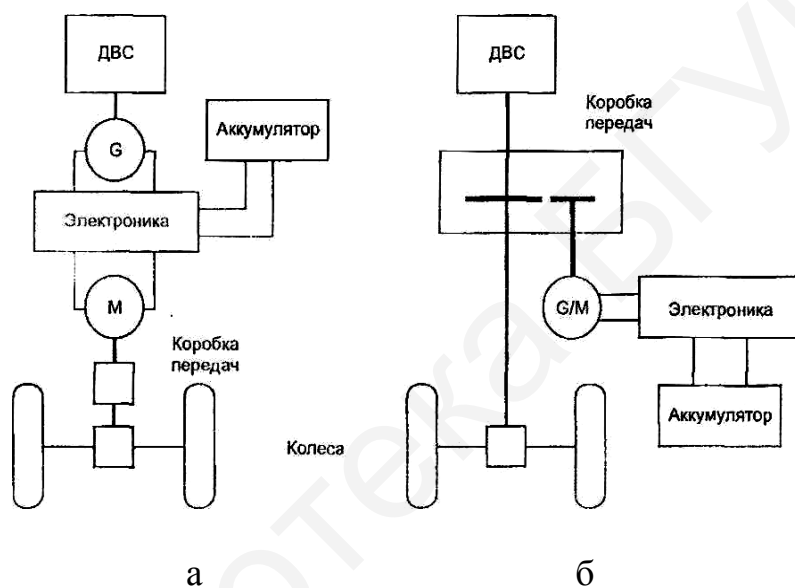 ДВС
G
Аккумулятор
Электроника
M
Коробка
передач
Колеса
а
ДВС
Коробка
передач
G/M
Электроника
Аккумулятор
б